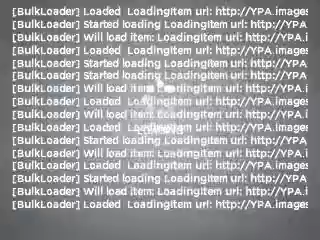 [BulkLoader] Loaded LoadingItem url: http://YPA.images
[BulkLoader] Started loading LoadingItem url: http://YPA
[BulkLoader] Will load item: LoadingItem url: http://YPA.i
[BulkLoader] Loaded LoadingItem url: http://YPA.images
[BulkLoader] Started loading LoadingItem url: http://YPA
[BulkLoader] Started loading LoadingItem url: http://YPA
[BulkLoader] Will load item: LoadingItem url: http://YPA.i
[BulkLoader] Loaded LoadingItem url: http://YPA.images
[BulkLoader] Will load item: LoadingItem url: http://YPA.i
[BulkLoader] Loaded LoadingItem url: http://YPA.images
[BulkLoader] Started loading LoadingItem url: http://YPA
[BulkLoader] Will load item: LoadingItem url: http://YPA.i
[BulkLoader] Loaded LoadingItem url: http://YPA.images
[BulkLoader] Started loading LoadingItem url: http://YPA
[BulkLoader] Will load item: LoadingItem url: http://YPA.i
[BulkLoader] Loaded LoadingItem url: http://YPA.images